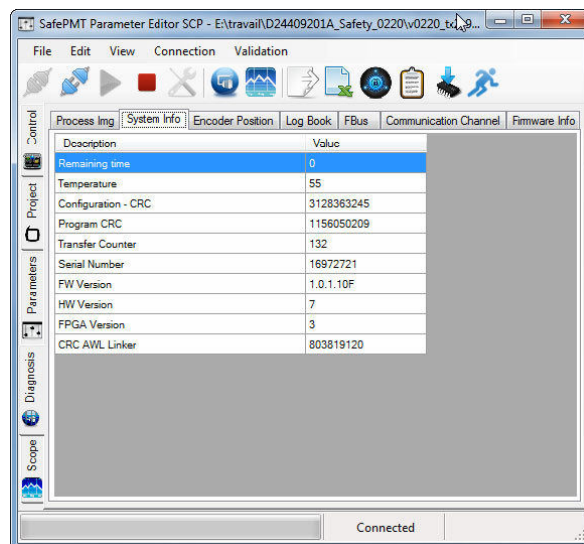 SafePMT Parameter Editor SCP - E:\travail\D24409201A_Safety_0220\v0220_to
File Edit View Connection Validation
Process Img System Info Encoder Position Log Book FBus Communication Channel Firmware Info
Control
Project
Parameters
Diagnosis
Scope
Description Value
Remaining time 0
Temperature 55
Configuration - CRC 3128363245
Program CRC 1156050209
Transfer Counter 132
Serial Number 16972721
FW Version 1.0.1.10F
HW Version 7
FPGA Version 3
CRC AWL Linker 803819120
Connected